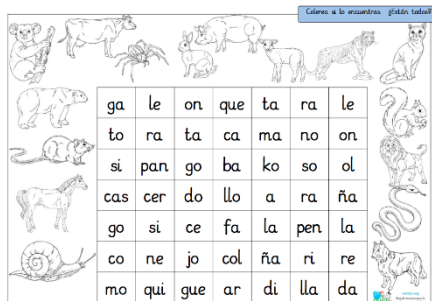 Colorea si lo encuentras. ¿Están todos?
ga le on que ta ra le
to ra ta ca ma no on
si pan go ba ko so ol
cas cer do llo a ra ña
go si ce fa la pen la
co ne jo col ña ri re
mo qui gue ar di lla da